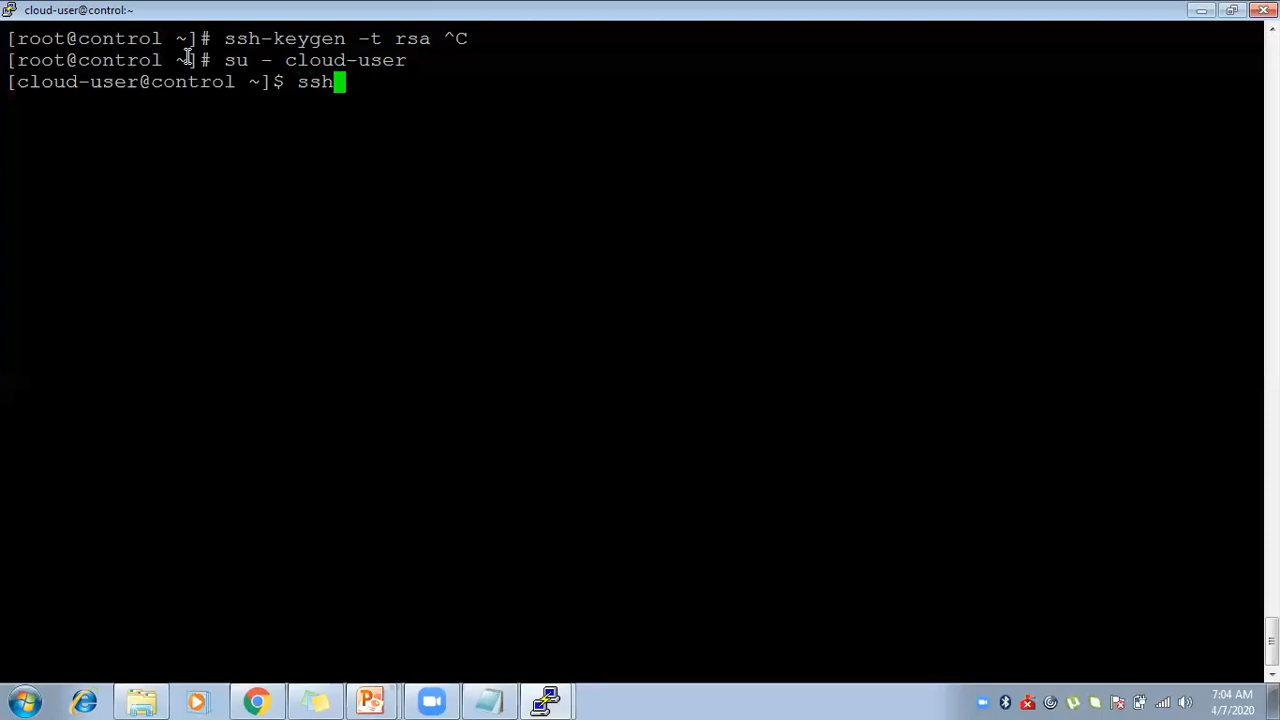 cloud-user@control:~
[root@control ~]# ssh-keygen -t rsa ^C
[root@control ~]# su - cloud-user
[cloud-user@control ~]$ ssh
7:04 AM
4/7/2020